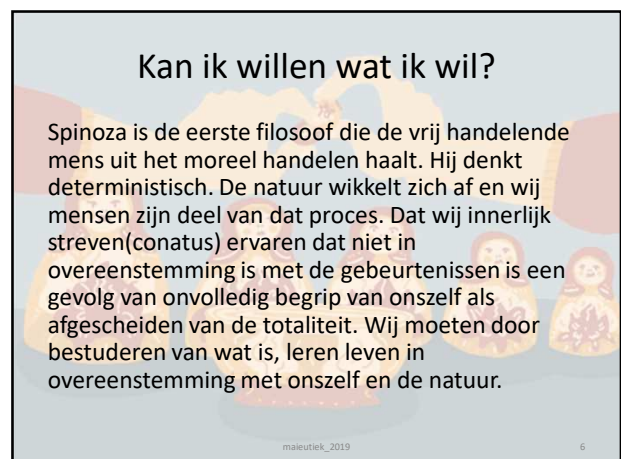 Kan ik willen wat ik wil?
Spinoza is de eerste filosoof die de vrij handelende
mens uit het moreel handelen haalt. Hij denkt
deterministisch. De natuur wikkelt zich af en wij
mensen zijn deel van dat proces. Dat wij innerlijk
streven(conatus) ervaren dat niet in
overeenstemming is met de gebeurtenissen is een
gevolg van onvolledig begrip van onszelf als
afgescheiden van de totaliteit. Wij moeten door
bestuderen van wat is, leren leven in
overeenstemming met onszelf en de natuur.
maieutiek_2019
6